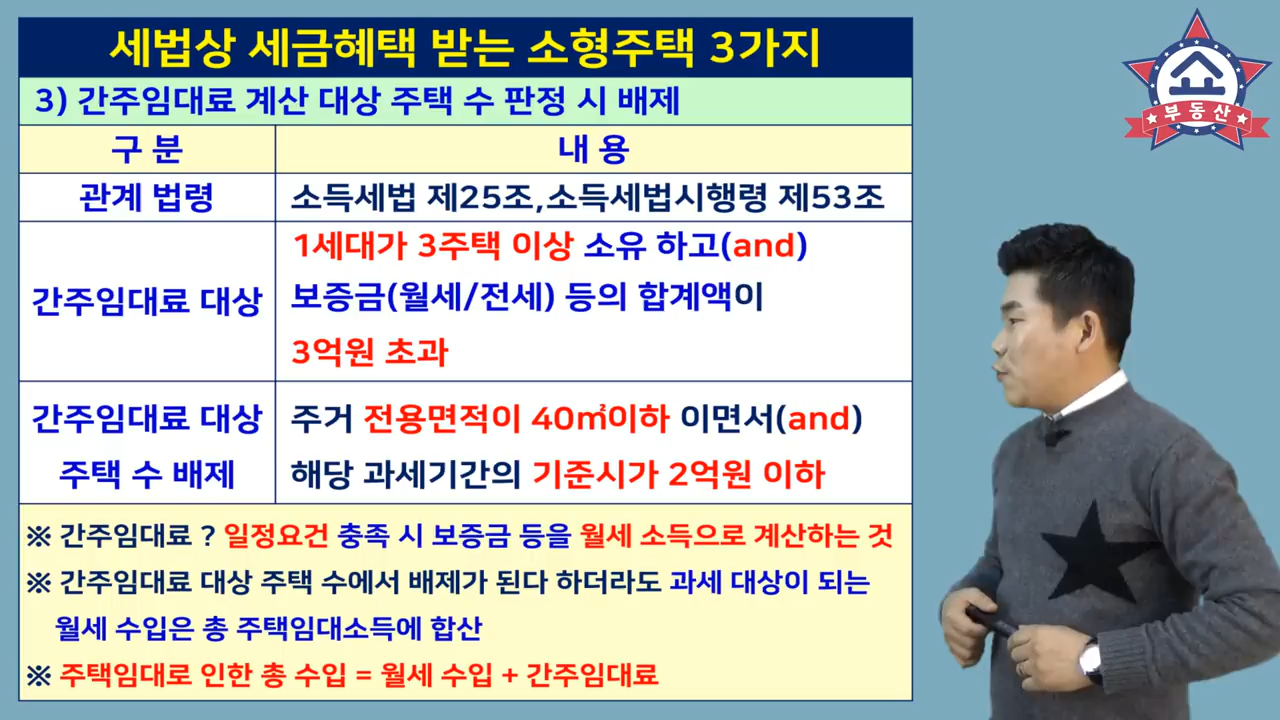 세법상 세금혜택 받는 소형주택 3가지
3) 간주임대료 계산 대상 주택 수 판정 시 배제
구 분
내 용
관계 법령
소득세법 제25조,소득세법시행령 제53조
간주임대료 대상
1세대가 3주택 이상 소유 하고(and)
보증금(월세/전세) 등의 합계액이
3억원 초과
간주임대료 대상
주택 수 배제
주거 전용면적이 40㎡이하 이면서(and)
해당 과세기간의 기준시가 2억원 이하
※ 간주임대료 ? 일정요건 충족 시 보증금 등을 월세 소득으로 계산하는 것
※ 간주임대료 대상 주택 수에서 배제가 된다 하더라도 과세 대상이 되는
월세 수입은 총 주택임대소득에 합산
※ 주택임대로 인한 총 수입 = 월세 수입 + 간주임대료
부동산